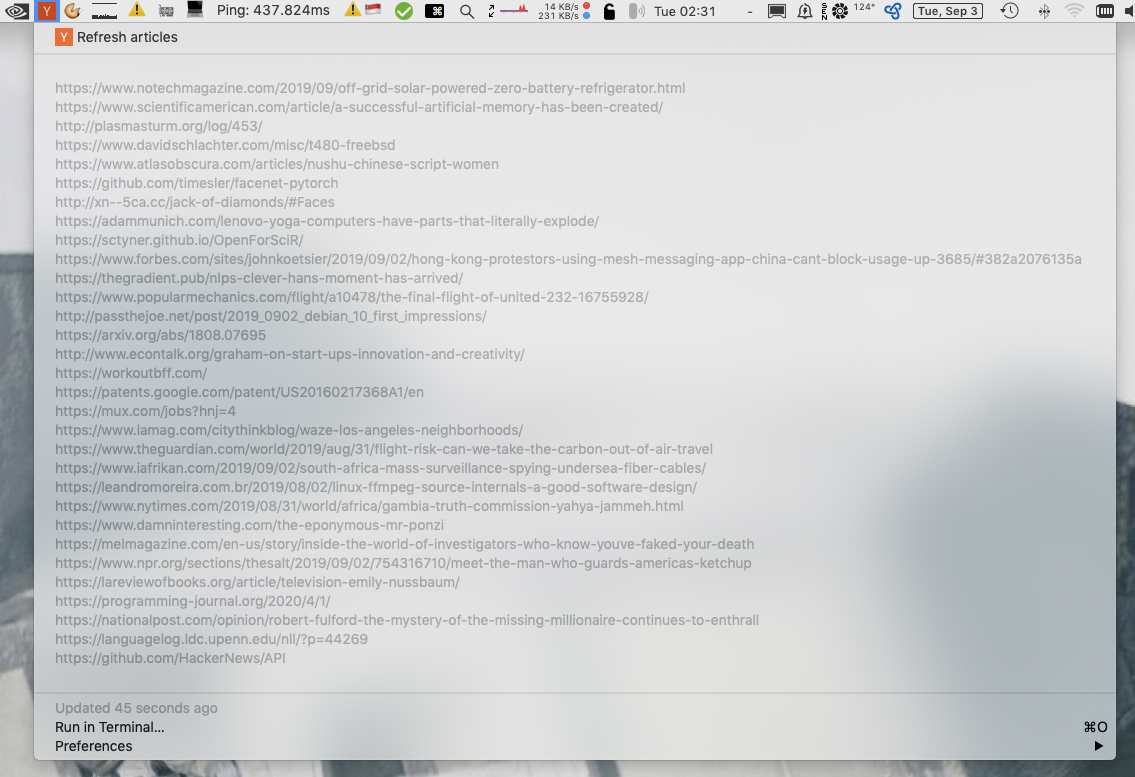 Y Ping: 437.824ms 14 KB/s 231 KB/s Tue 02:31 - SEN 124° Tue, Sep 3
Y Refresh articles
https://www.notechmagazine.com/2019/09/off-grid-solar-powered-zero-battery-refrigerator.html
https://www.scientificamerican.com/article/a-successful-artificial-memory-has-been-created/
http://plasmasturm.org/log/453/
https://www.davidschlachter.com/misc/t480-freebsd
https://www.atlasobscura.com/articles/nushu-chinese-script-women
https://github.com/timesler/facenet-pytorch
http://xn--5ca.cc/jack-of-diamonds/#Faces
https://adammunich.com/lenovo-yoga-computers-have-parts-that-literally-explode/
https://sctyner.github.io/OpenForSciR/
https://www.forbes.com/sites/johnkoetsier/2019/09/02/hong-kong-protestors-using-mesh-messaging-app-china-cant-block-usage-up-3685/#382a2076135a
https://thegradient.pub/nlps-clever-hans-moment-has-arrived/
https://www.popularmechanics.com/flight/a10478/the-final-flight-of-united-232-16755928/
http://passthejoe.net/post/2019_0902_debian_10_first_impressions/
https://arxiv.org/abs/1808.07695
http://www.econtalk.org/graham-on-start-ups-innovation-and-creativity/
https://workoutbff.com/
https://patents.google.com/patent/US20160217368A1/en
https://mux.com/jobs?hnj=4
https://www.lamag.com/citythinkblog/waze-los-angeles-neighborhoods/
https://www.theguardian.com/world/2019/aug/31/flight-risk-can-we-take-the-carbon-out-of-air-travel
https://www.iafrikan.com/2019/09/02/south-africa-mass-surveillance-spying-undersea-fiber-cables/
https://leandromoreira.com.br/2019/08/02/linux-ffmpeg-source-internals-a-good-software-design/
https://www.nytimes.com/2019/08/31/world/africa/gambia-truth-commission-yahya-jammeh.html
https://www.damninteresting.com/the-eponymous-mr-ponzi
https://melmagazine.com/en-us/story/inside-the-world-of-investigators-who-know-youve-faked-your-death
https://www.npr.org/sections/thesalt/2019/09/02/754316710/meet-the-man-who-guards-americas-ketchup
https://lareviewofbooks.org/article/television-emily-nussbaum/
https://programming-journal.org/2020/4/1/
https://nationalpost.com/opinion/robert-fulford-the-mystery-of-the-missing-millionaire-continues-to-enthrall
https://languagelog.ldc.upenn.edu/nll/?p=44269
https://github.com/HackerNews/API
Updated 45 seconds ago
Run in Terminal... ⌘O
Preferences